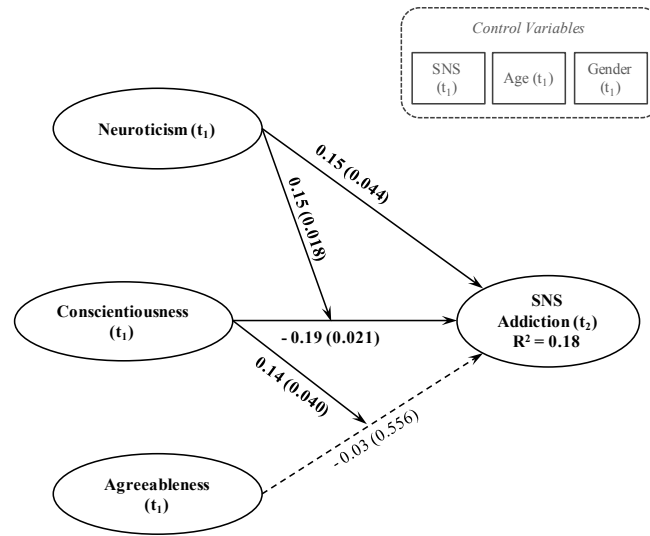 Control Variables
SNS
(t₁)
Age (t₁)
Gender
(t₁)
Neuroticism (t₁)
0.15 (0.044)
0.15 (0.018)
Conscientiousness
(t₁)
- 0.19 (0.021)
SNS
Addiction (t₂)
R² = 0.18
0.14 (0.040)
- 0.03 (0.556)
Agreeableness
(t₁)